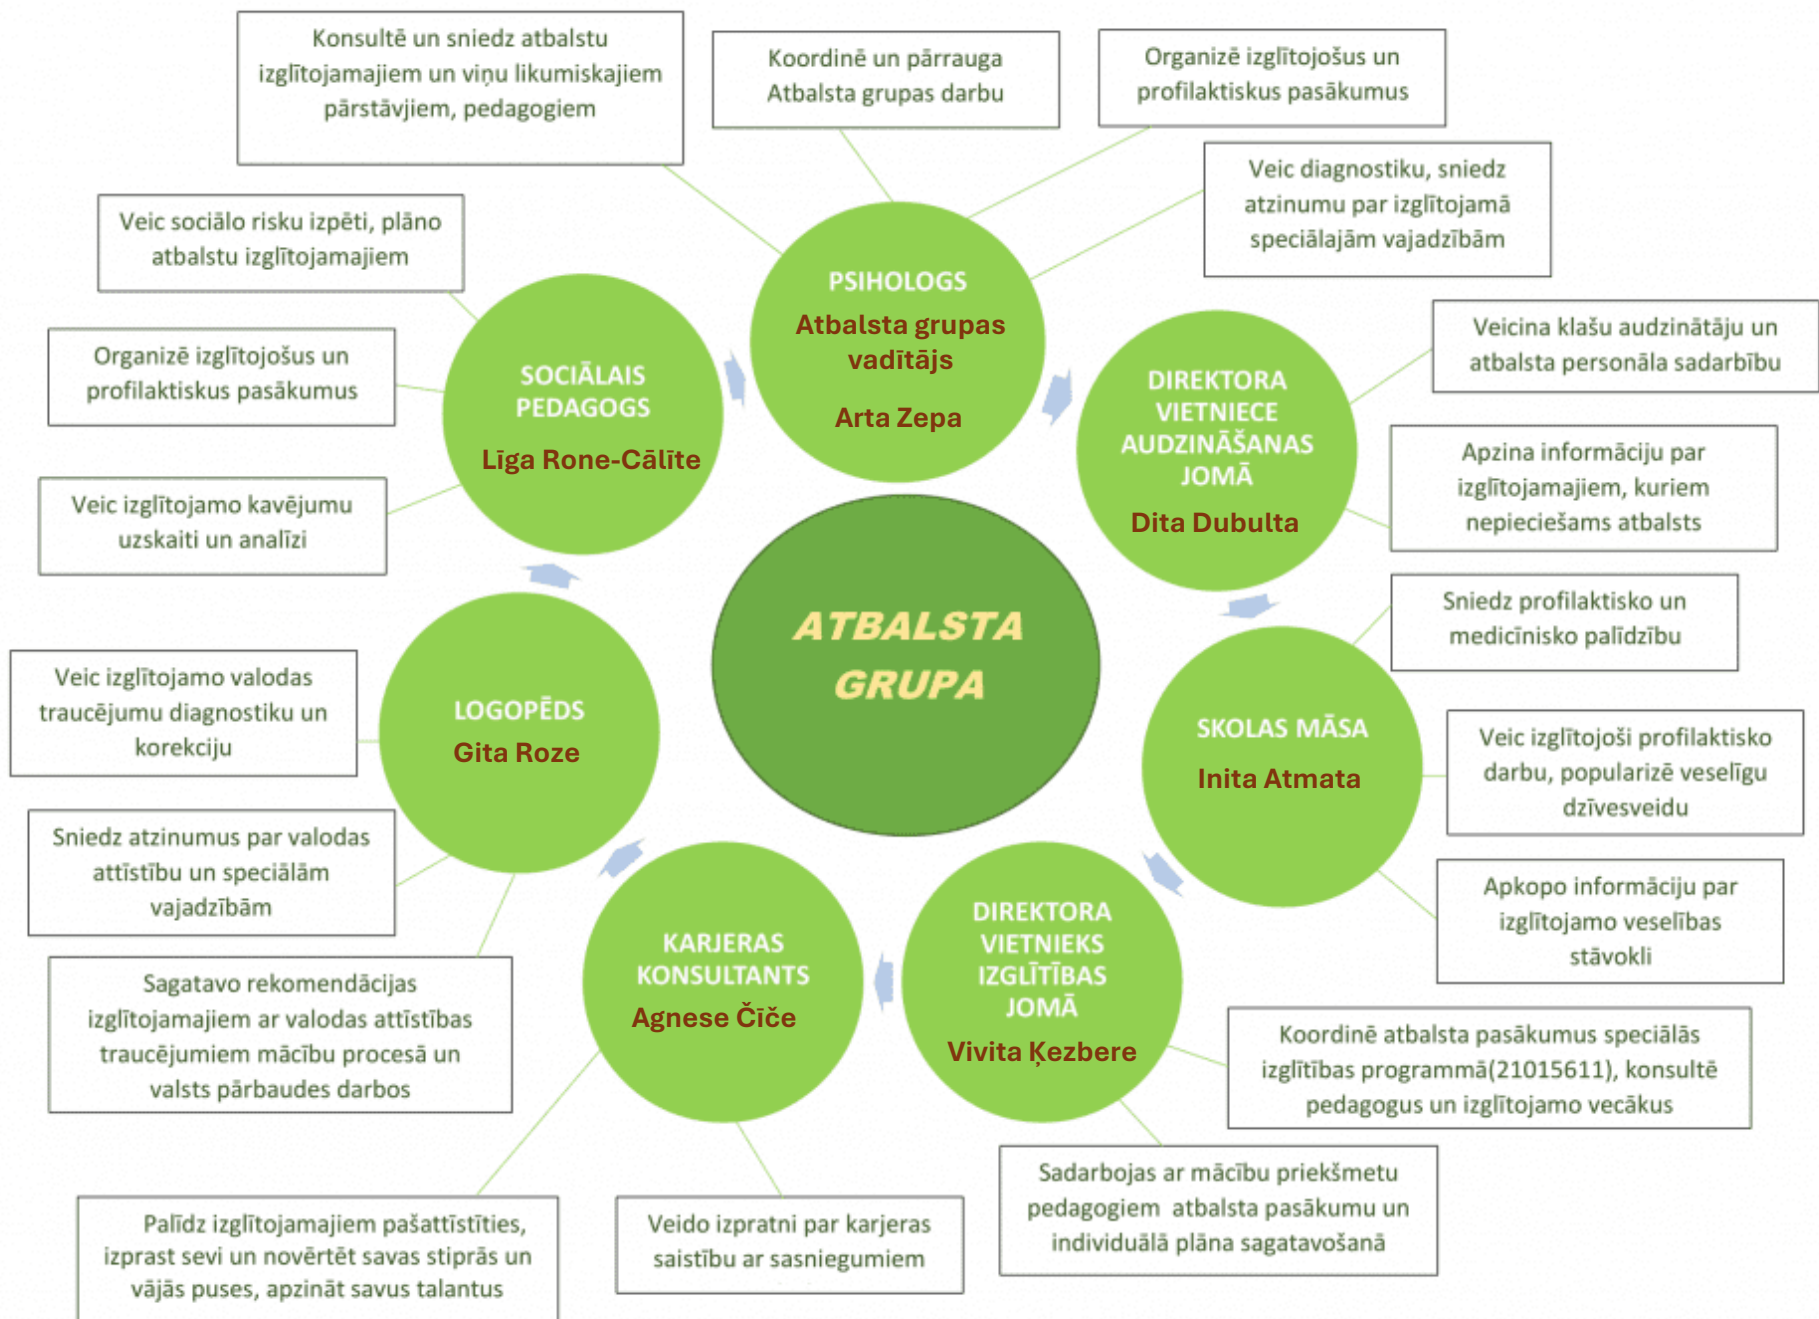 Konsultē un sniedz atbalstu
izglītojamajiem un viņu likumiskajiem
pārstāvjiem, pedagogiem
Koordinē un pārrauga
Atbalsta grupas darbu
Organizē izglītojošus un
profilaktiskus pasākumus
Veic diagnostiku, sniedz
atzinumu par izglītojamā
speciālajām vajadzībām
Veic sociālo risku izpēti, plāno
atbalstu izglītojamajiem
Organizē izglītojošus un
profilaktiskus pasākumus
Veic izglītojamo kavējumu
uzskaiti un analīzi
SOCIĀLAIS
PEDAGOGS
Līga Rone-Cālīte
PSIHOLOGS
Atbalsta grupas
vadītājs
Arta Zepa
DIREKTORA
VIETNIECE
AUDZINĀŠANAS
JOMĀ
Dita Dubulta
Veicina klašu audzinātāju un
atbalsta personāla sadarbību
Apzina informāciju par
izglītojamajiem, kuriem
nepieciešams atbalsts
ATBALSTA
GRUPA
Sniedz profilaktisko un
medicīnisko palīdzību
SKOLAS MĀSA
Inita Atmata
Veic izglītojoši profilaktisko
darbu, popularizē veselīgu
dzīvesveidu
Apkopo informāciju par
izglītojamo veselības
stāvokli
Veic izglītojamo valodas
traucējumu diagnostiku un
korekciju
LOGOPĒDS
Gita Roze
Sniedz atzinumus par valodas
attīstību un speciālām
vajadzībām
Sagatavo rekomendācijas
izglītojamajiem ar valodas attīstības
traucējumiem mācību procesā un
valsts pārbaudes darbos
KARJERAS
KONSULTANTS
Agnese Čīče
DIREKTORA
VIETNIEKS
IZGLĪTĪBAS
JOMĀ
Vivita Ķezbere
Koordinē atbalsta pasākumus speciālās
izglītības programmā(21015611), konsultē
pedagogus un izglītojamo vecākus
Sadarbojas ar mācību priekšmetu
pedagogiem atbalsta pasākumu un
individuālā plāna sagatavošanā
Palīdz izglītojamajiem pašattīstīties,
izprast sevi un novērtēt savas stiprās un
vājās puses, apzināt savus talantus
Veido izpratni par karjeras
saistību ar sasniegumiem